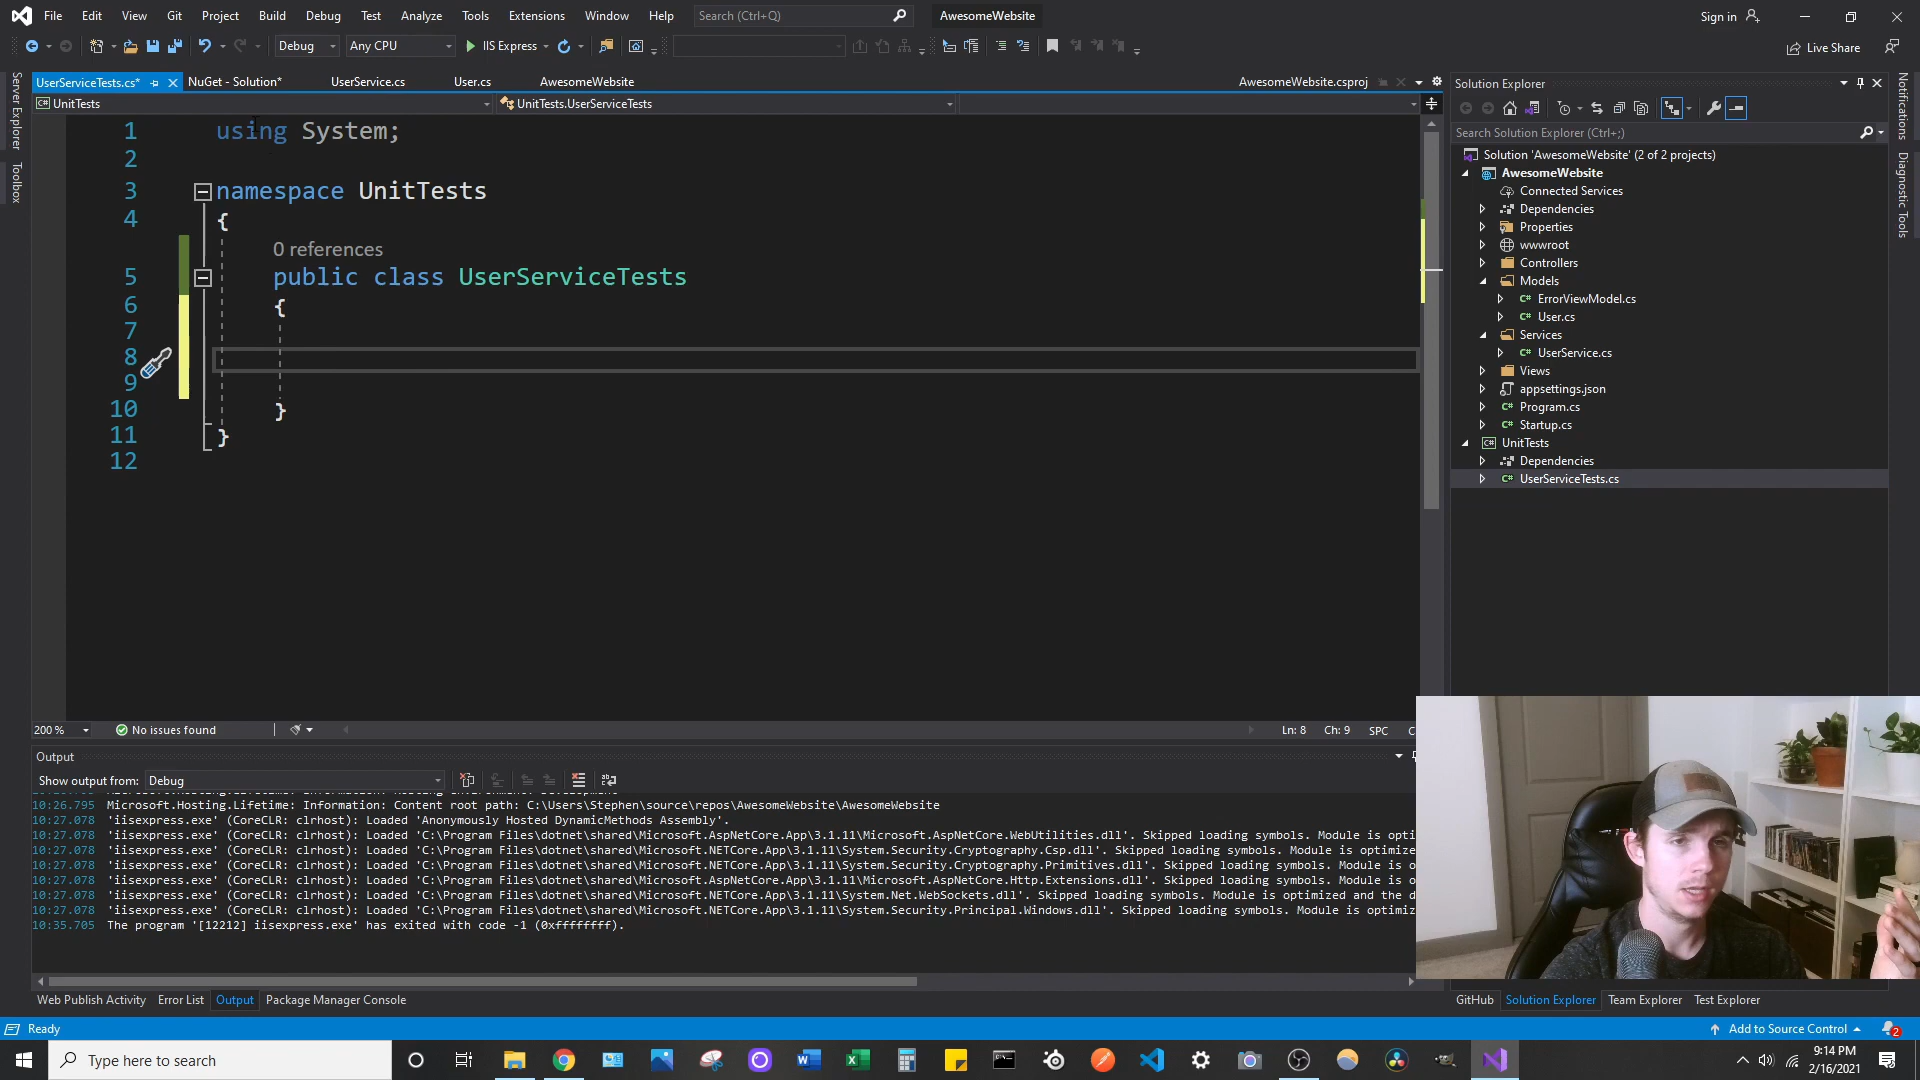 File Edit View Git Project Build Debug Test Analyze Tools Extensions Window Help Search (Ctrl+Q) AwesomeWebsite Sign in
Debug Any CPU IIS Express Live Share
UserServiceTests.cs* NuGet - Solution* UserService.cs User.cs AwesomeWebsite AwesomeWebsite.csproj
UnitTests UnitTests.UserServiceTests
Server Explorer
Toolbox
1 using System;
2
3 namespace UnitTests
4 {
0 references
5 public class UserServiceTests
6 {
7
8
9
10 }
11 }
12
200 % No issues found Ln: 8 Ch: 9 SPC
Output
Show output from: Debug
10:26.795 Microsoft.Hosting.Lifetime: Information: Content root path: C:\Users\Stephen\source\repos\AwesomeWebsite\AwesomeWebsite
10:27.078 'iisexpress.exe' (CoreCLR: clrhost): Loaded 'Anonymously Hosted DynamicMethods Assembly'.
10:27.078 'iisexpress.exe' (CoreCLR: clrhost): Loaded 'C:\Program Files\dotnet\shared\Microsoft.AspNetCore.App\3.1.11\Microsoft.AspNetCore.WebUtilities.dll'. Skipped loading symbols. Module is opti
10:27.078 'iisexpress.exe' (CoreCLR: clrhost): Loaded 'C:\Program Files\dotnet\shared\Microsoft.NETCore.App\3.1.11\System.Security.Cryptography.Csp.dll'. Skipped loading symbols. Module is optimize
10:27.078 'iisexpress.exe' (CoreCLR: clrhost): Loaded 'C:\Program Files\dotnet\shared\Microsoft.NETCore.App\3.1.11\System.Security.Cryptography.Primitives.dll'. Skipped loading symbols. Module is o
10:27.078 'iisexpress.exe' (CoreCLR: clrhost): Loaded 'C:\Program Files\dotnet\shared\Microsoft.AspNetCore.App\3.1.11\Microsoft.AspNetCore.Http.Extensions.dll'. Skipped loading symbols. Module is o
10:27.078 'iisexpress.exe' (CoreCLR: clrhost): Loaded 'C:\Program Files\dotnet\shared\Microsoft.NETCore.App\3.1.11\System.Net.WebSockets.dll'. Skipped loading symbols. Module is optimized and the d
10:27.078 'iisexpress.exe' (CoreCLR: clrhost): Loaded 'C:\Program Files\dotnet\shared\Microsoft.NETCore.App\3.1.11\System.Security.Principal.Windows.dll'. Skipped loading symbols. Module is optimiz
10:35.705 The program '[12212] iisexpress.exe' has exited with code -1 (0xffffffff).
Web Publish Activity Error List Output Package Manager Console
Solution Explorer
Search Solution Explorer (Ctrl+;)
Solution 'AwesomeWebsite' (2 of 2 projects)
AwesomeWebsite
Connected Services
Dependencies
Properties
wwwroot
Controllers
Models
ErrorViewModel.cs
User.cs
Services
UserService.cs
Views
appsettings.json
Program.cs
Startup.cs
UnitTests
Dependencies
UserServiceTests.cs
Notifications
Diagnostic Tools
GitHub Solution Explorer Team Explorer Test Explorer
Ready Add to Source Control 2
Type here to search 9:14 PM
2/16/2021